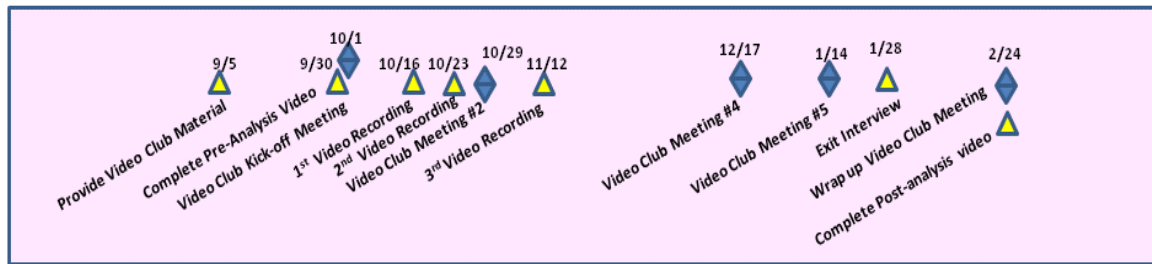 9/5
Provide Video Club Material
9/30
Complete Pre-Analysis Video
10/1
Video Club Kick-off Meeting
10/16
1st Video Recording
10/23
2nd Video Recording
10/29
Video Club Meeting #2
11/12
3rd Video Recording
12/17
Video Club Meeting #4
1/14
Video Club Meeting #5
1/28
Exit Interview
2/24
Wrap up Video Club Meeting
Complete Post-analysis video